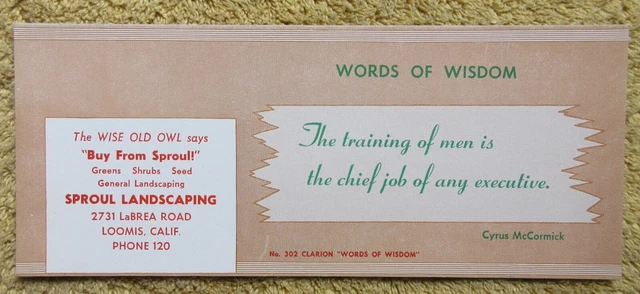 WORDS OF WISDOM
The training of men is
the chief job of any executive.
Cyrus McCormick
The WISE OLD OWL says
"Buy From Sproul!"
Greens Shrubs Seed
General Landscaping
SPROUL LANDSCAPING
2731 LaBREA ROAD
LOOMIS, CALIF.
PHONE 120
No. 302 CLARION "WORDS OF WISDOM"